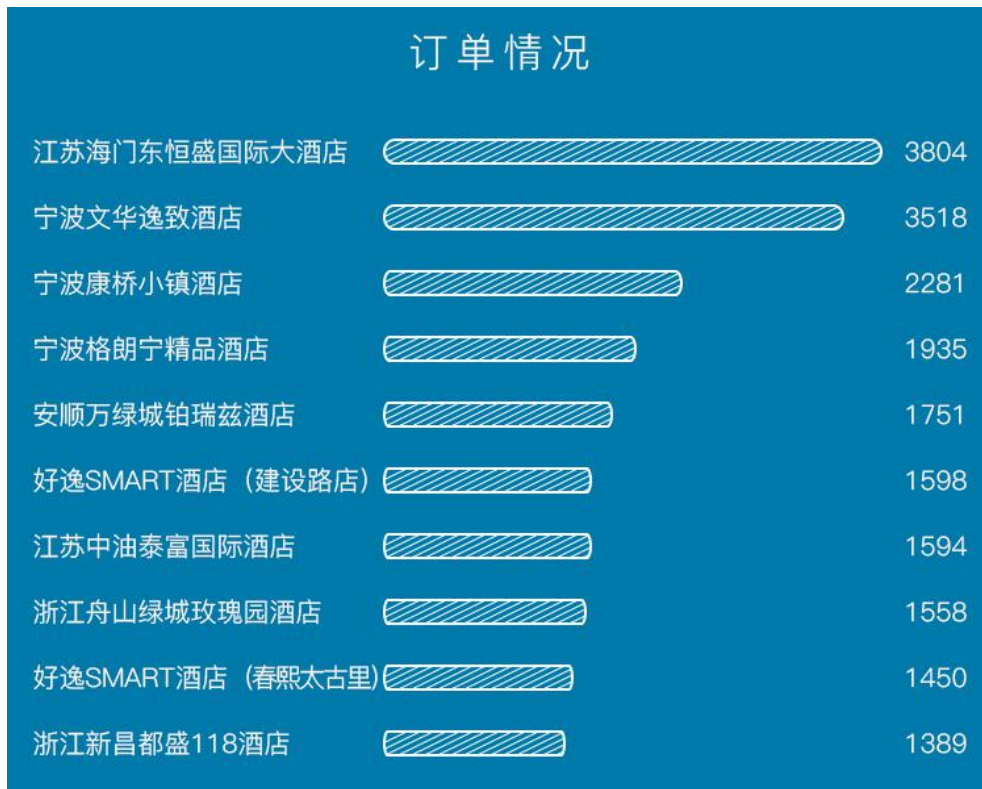 订单情况
江苏海门东恒盛国际大酒店 3804
宁波文华逸致酒店 3518
宁波康桥小镇酒店 2281
宁波格朗宁精品酒店 1935
安顺万绿城铂瑞兹酒店 1751
好逸SMART酒店（建设路店） 1598
江苏中油泰富国际酒店 1594
浙江舟山绿城玫瑰园酒店 1558
好逸SMART酒店（春熙太古里) 1450
浙江新昌都盛118酒店 1389